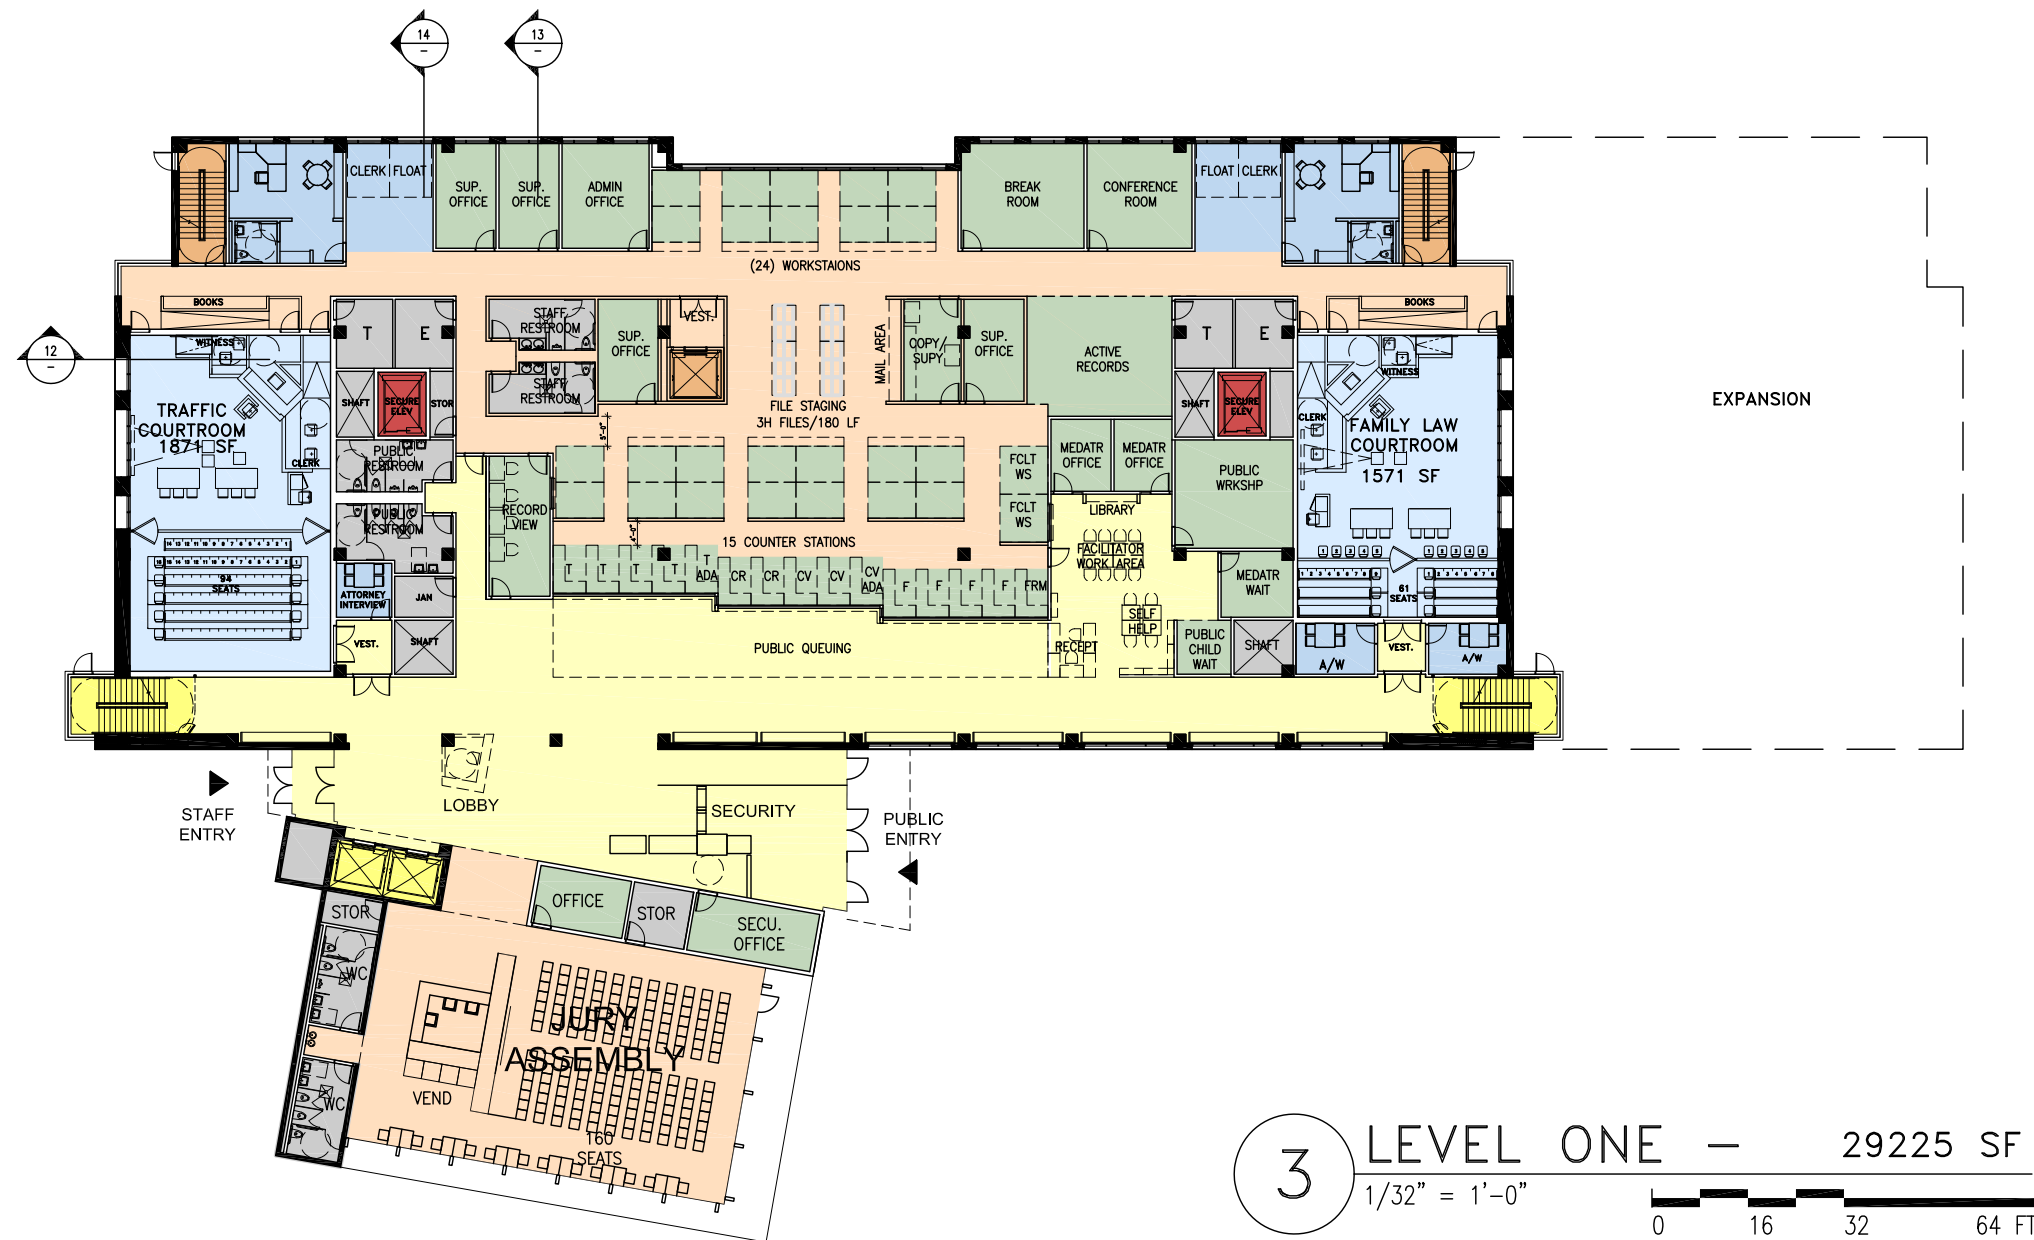 14
-
13
-
CLERK
FLOAT
SUP.
OFFICE
SUP.
OFFICE
ADMIN
OFFICE
BREAK
ROOM
CONFERENCE
ROOM
FLOAT
CLERK
(24) WORKSTAIONS
BOOKS
BOOKS
12
-
WITNESS
T
E
STAFF
RESTROOM
SUP.
OFFICE
VEST.
MAIL AREA
COPY/
SUPY
SUP.
OFFICE
ACTIVE
RECORDS
T
E
WITNESS
EXPANSION
TRAFFIC
COURTROOM
1871 SF
CLERK
SHAFT
SECURE
ELEV
STOR
STAFF
RESTROOM
FILE STAGING
3H FILES/180 LF
SHAFT
SECURE
ELEV
CLERK
FAMILY LAW
COURTROOM
1571 SF
PUBLIC
RESTROOM
5'-0"
MEDATR
OFFICE
MEDATR
OFFICE
FCLT
WS
PUBLIC
WRKSHP
RECORD
VIEW
FCLT
WS
LIBRARY
PUBLIC
RESTROOM
4'-0"
15 COUNTER STATIONS
FACILITATOR
WORK AREA
T
T
T
T
T
ADA
CR
CR
CV
CV
CV
ADA
F
F
F
F
FRM
MEDATR
WAIT
94
SEATS
61
SEATS
ATTORNEY
INTERVIEW
JAN
SELF
HELP
VEST.
SHAFT
PUBLIC QUEUING
RECEPT
PUBLIC
CHILD
WAIT
SHAFT
A/W
VEST.
A/W
STAFF
ENTRY
LOBBY
SECURITY
PUBLIC
ENTRY
STOR
OFFICE
STOR
SECU.
OFFICE
WC
JURY
ASSEMBLY
VEND
WC
160
SEATS
3
LEVEL ONE - 29225 SF
1/32" = 1'-0"
0 16 32 64 FT